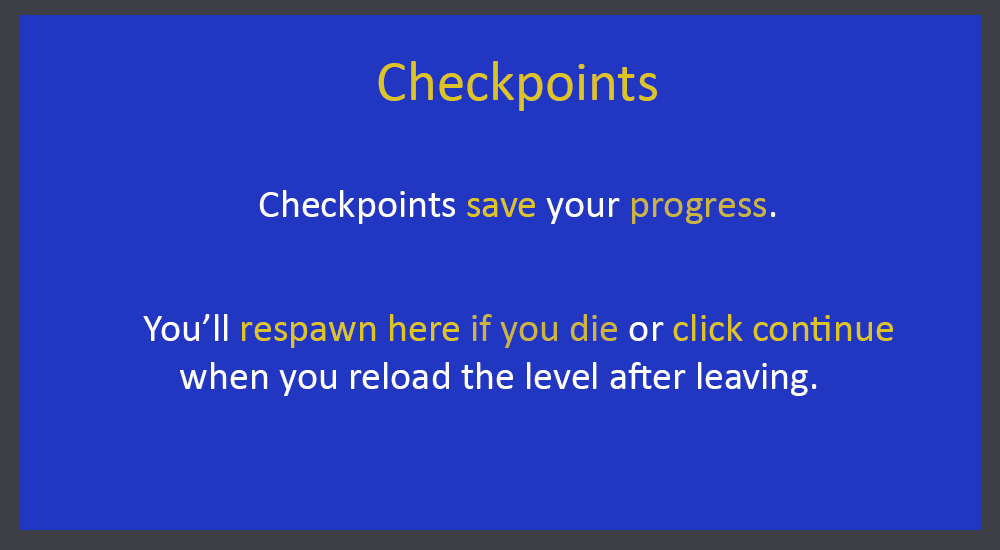 Checkpoints
Checkpoints save your progress.
You’ll respawn here if you die or click continue
when you reload the level after leaving.